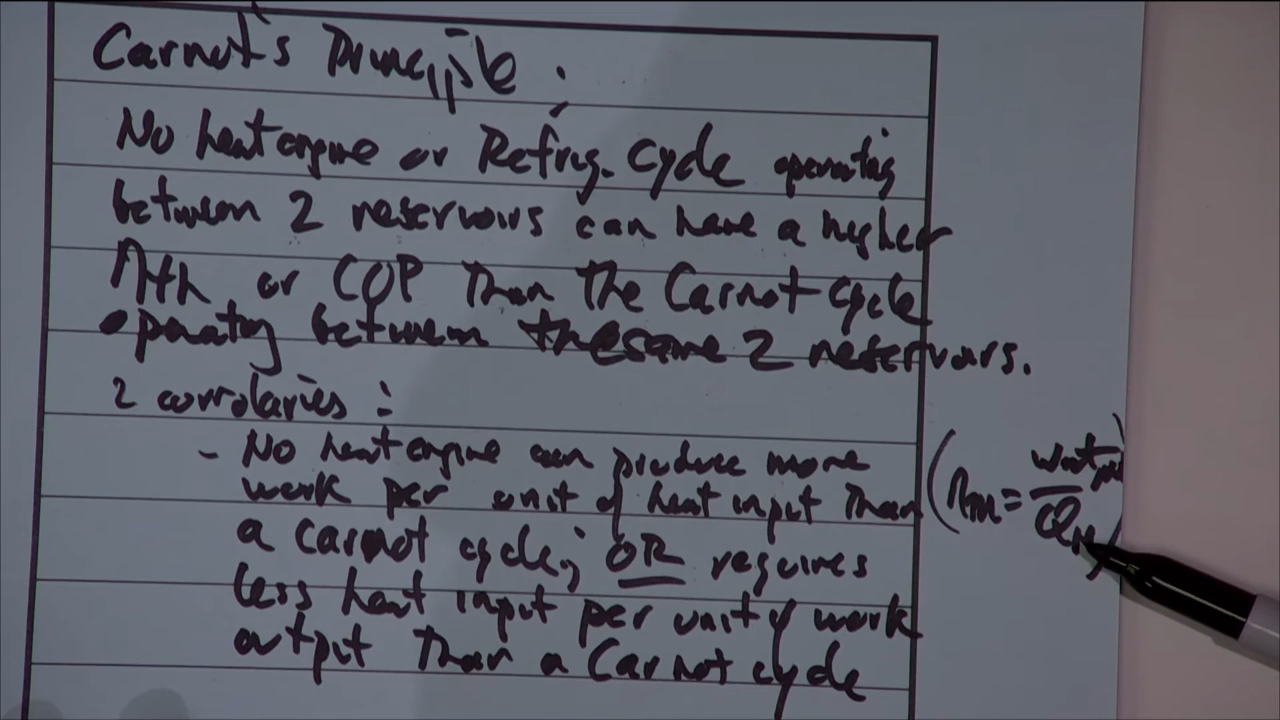 Carnot's Principle :
No heat engine or Refrig. cycle operating
between 2 reservoirs can have a higher
ηth or COP than the Carnot cycle
operating between the same 2 reservoirs.
2 corrolaries :
- No heat engine can produce more
work per unit of heat input than
a carnot cycle, OR requires
less heat input per unit of work
output than a Carnot cycle
(ηth = Woutput / QH)